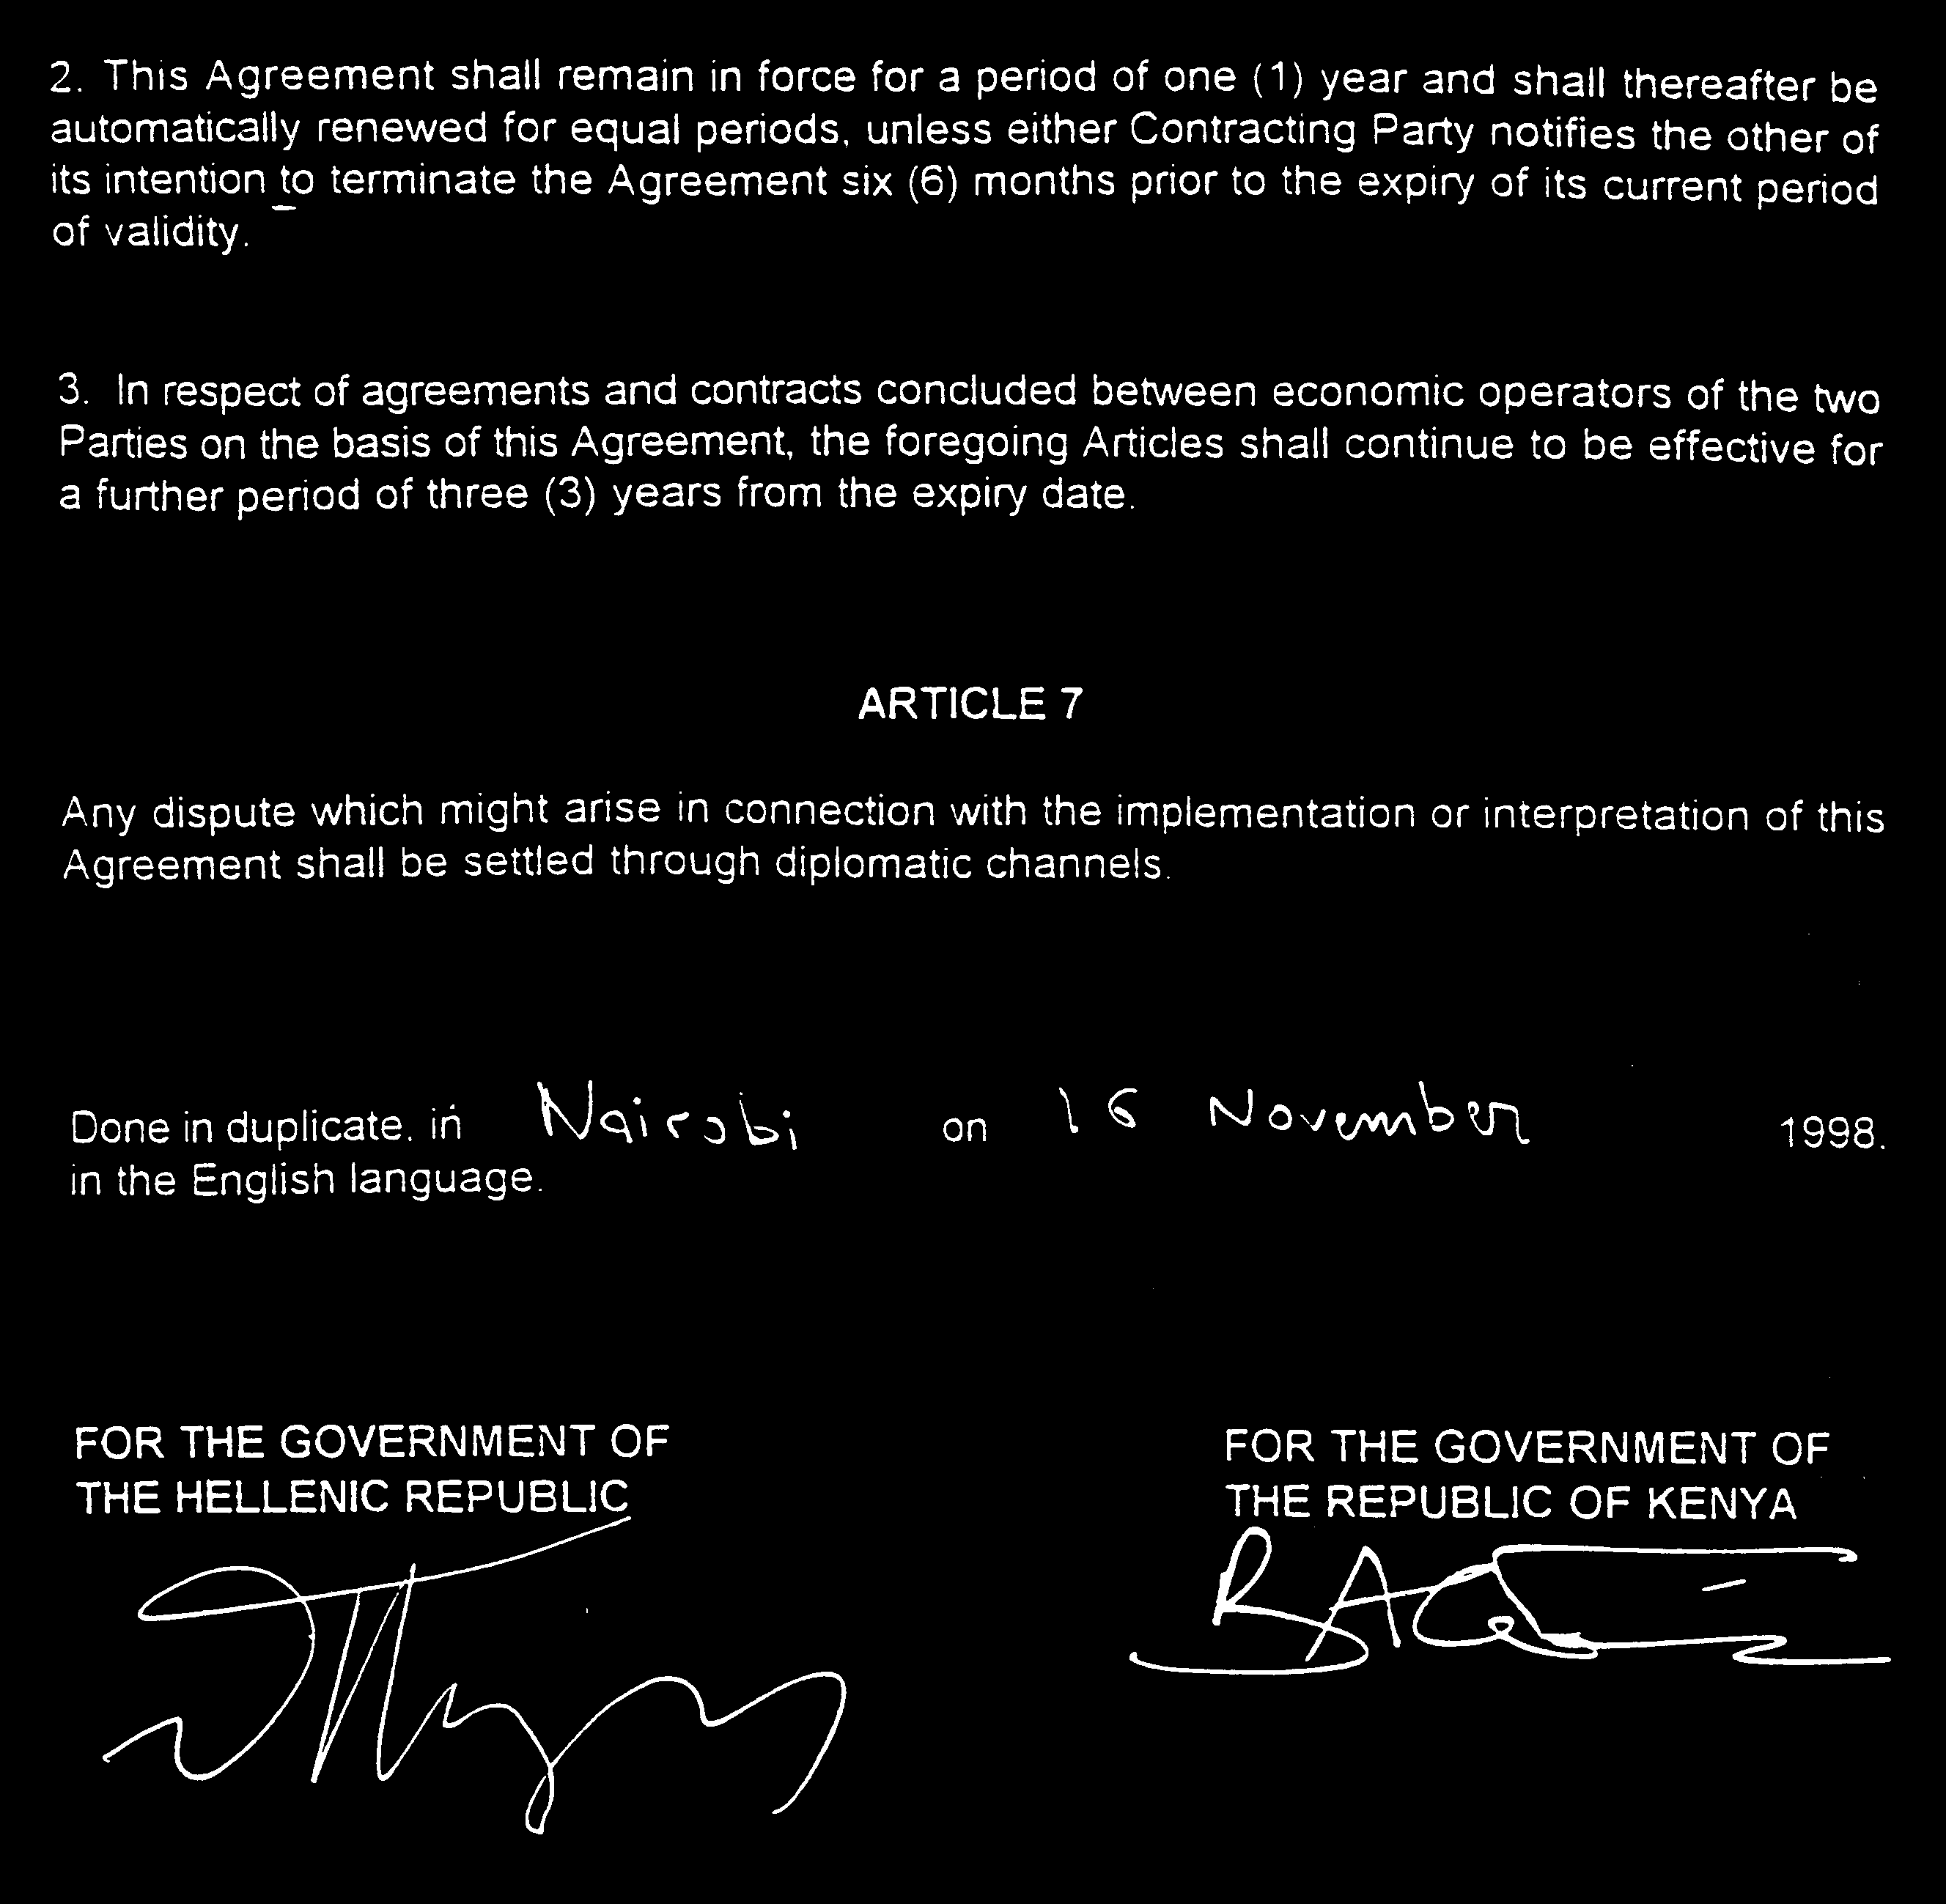 2. This Agreement shall remain in force for a period of one (1) year and shall thereafter be
automatically renewed for equal periods, unless either Contracting Party notifies the other of
its intention to terminate the Agreement six (6) months prior to the expiry of its current period
of validity.
3. In respect of agreements and contracts concluded between economic operators of the two
Parties on the basis of this Agreement, the foregoing Articles shall continue to be effective for
a further period of three (3) years from the expiry date.
ARTICLE 7
Any dispute which might arise in connection with the implementation or interpretation of this
Agreement shall be settled through diplomatic channels.
Done in duplicate, in Nairobi on 16 November 1998.
in the English language.
FOR THE GOVERNMENT OF
THE HELLENIC REPUBLIC
FOR THE GOVERNMENT OF
THE REPUBLIC OF KENYA